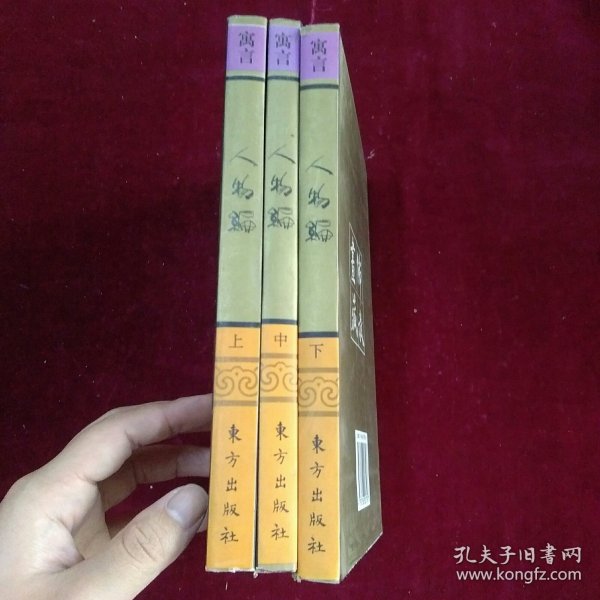 寓言
人物编
上
東方出版社
寓言
人物编
中
東方出版社
寓言
人物编
下
東方出版社
孔夫子旧书网
www.kongfz.com